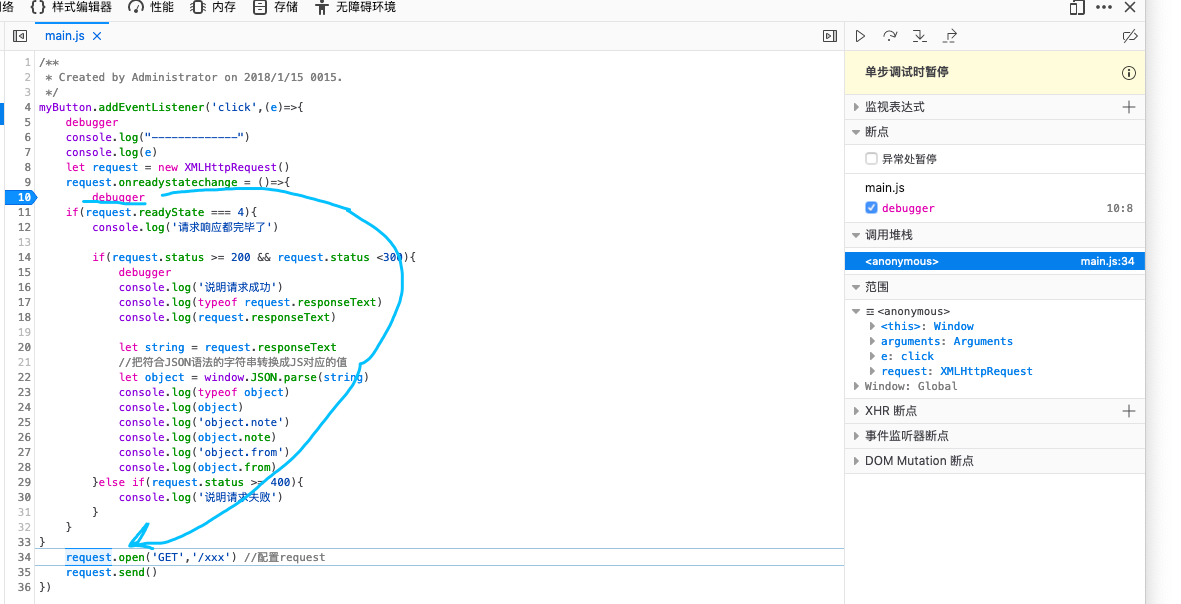 络 {} 样式编辑器 性能 内存 存储 无障碍环境
main.js
1 /**
2  * Created by Administrator on 2018/1/15 0015.
3  */
4 myButton.addEventListener('click',(e)=>{
5     debugger
6     console.log("-------------")
7     console.log(e)
8     let request = new XMLHttpRequest()
9     request.onreadystatechange = ()=>{
10         debugger
11     if(request.readyState === 4){
12         console.log('请求响应都完毕了')
13
14         if(request.status >= 200 && request.status <300){
15             debugger
16             console.log('说明请求成功')
17             console.log(typeof request.responseText)
18             console.log(request.responseText)
19
20             let string = request.responseText
21             //把符合JSON语法的字符串转换成JS对应的值
22             let object = window.JSON.parse(string)
23             console.log(typeof object)
24             console.log(object)
25             console.log('object.note')
26             console.log(object.note)
27             console.log('object.from')
28             console.log(object.from)
29         }else if(request.status >= 400){
30             console.log('说明请求失败')
31         }
32     }
33 }
34     request.open('GET','/xxx') //配置request
35     request.send()
36 })
单步调试时暂停
监视表达式
断点
异常处暂停
main.js
debugger 10:8
调用堆栈
<anonymous> main.js:34
范围
<anonymous>
<this>: Window
arguments: Arguments
e: click
request: XMLHttpRequest
Window: Global
XHR 断点
事件监听器断点
DOM Mutation 断点